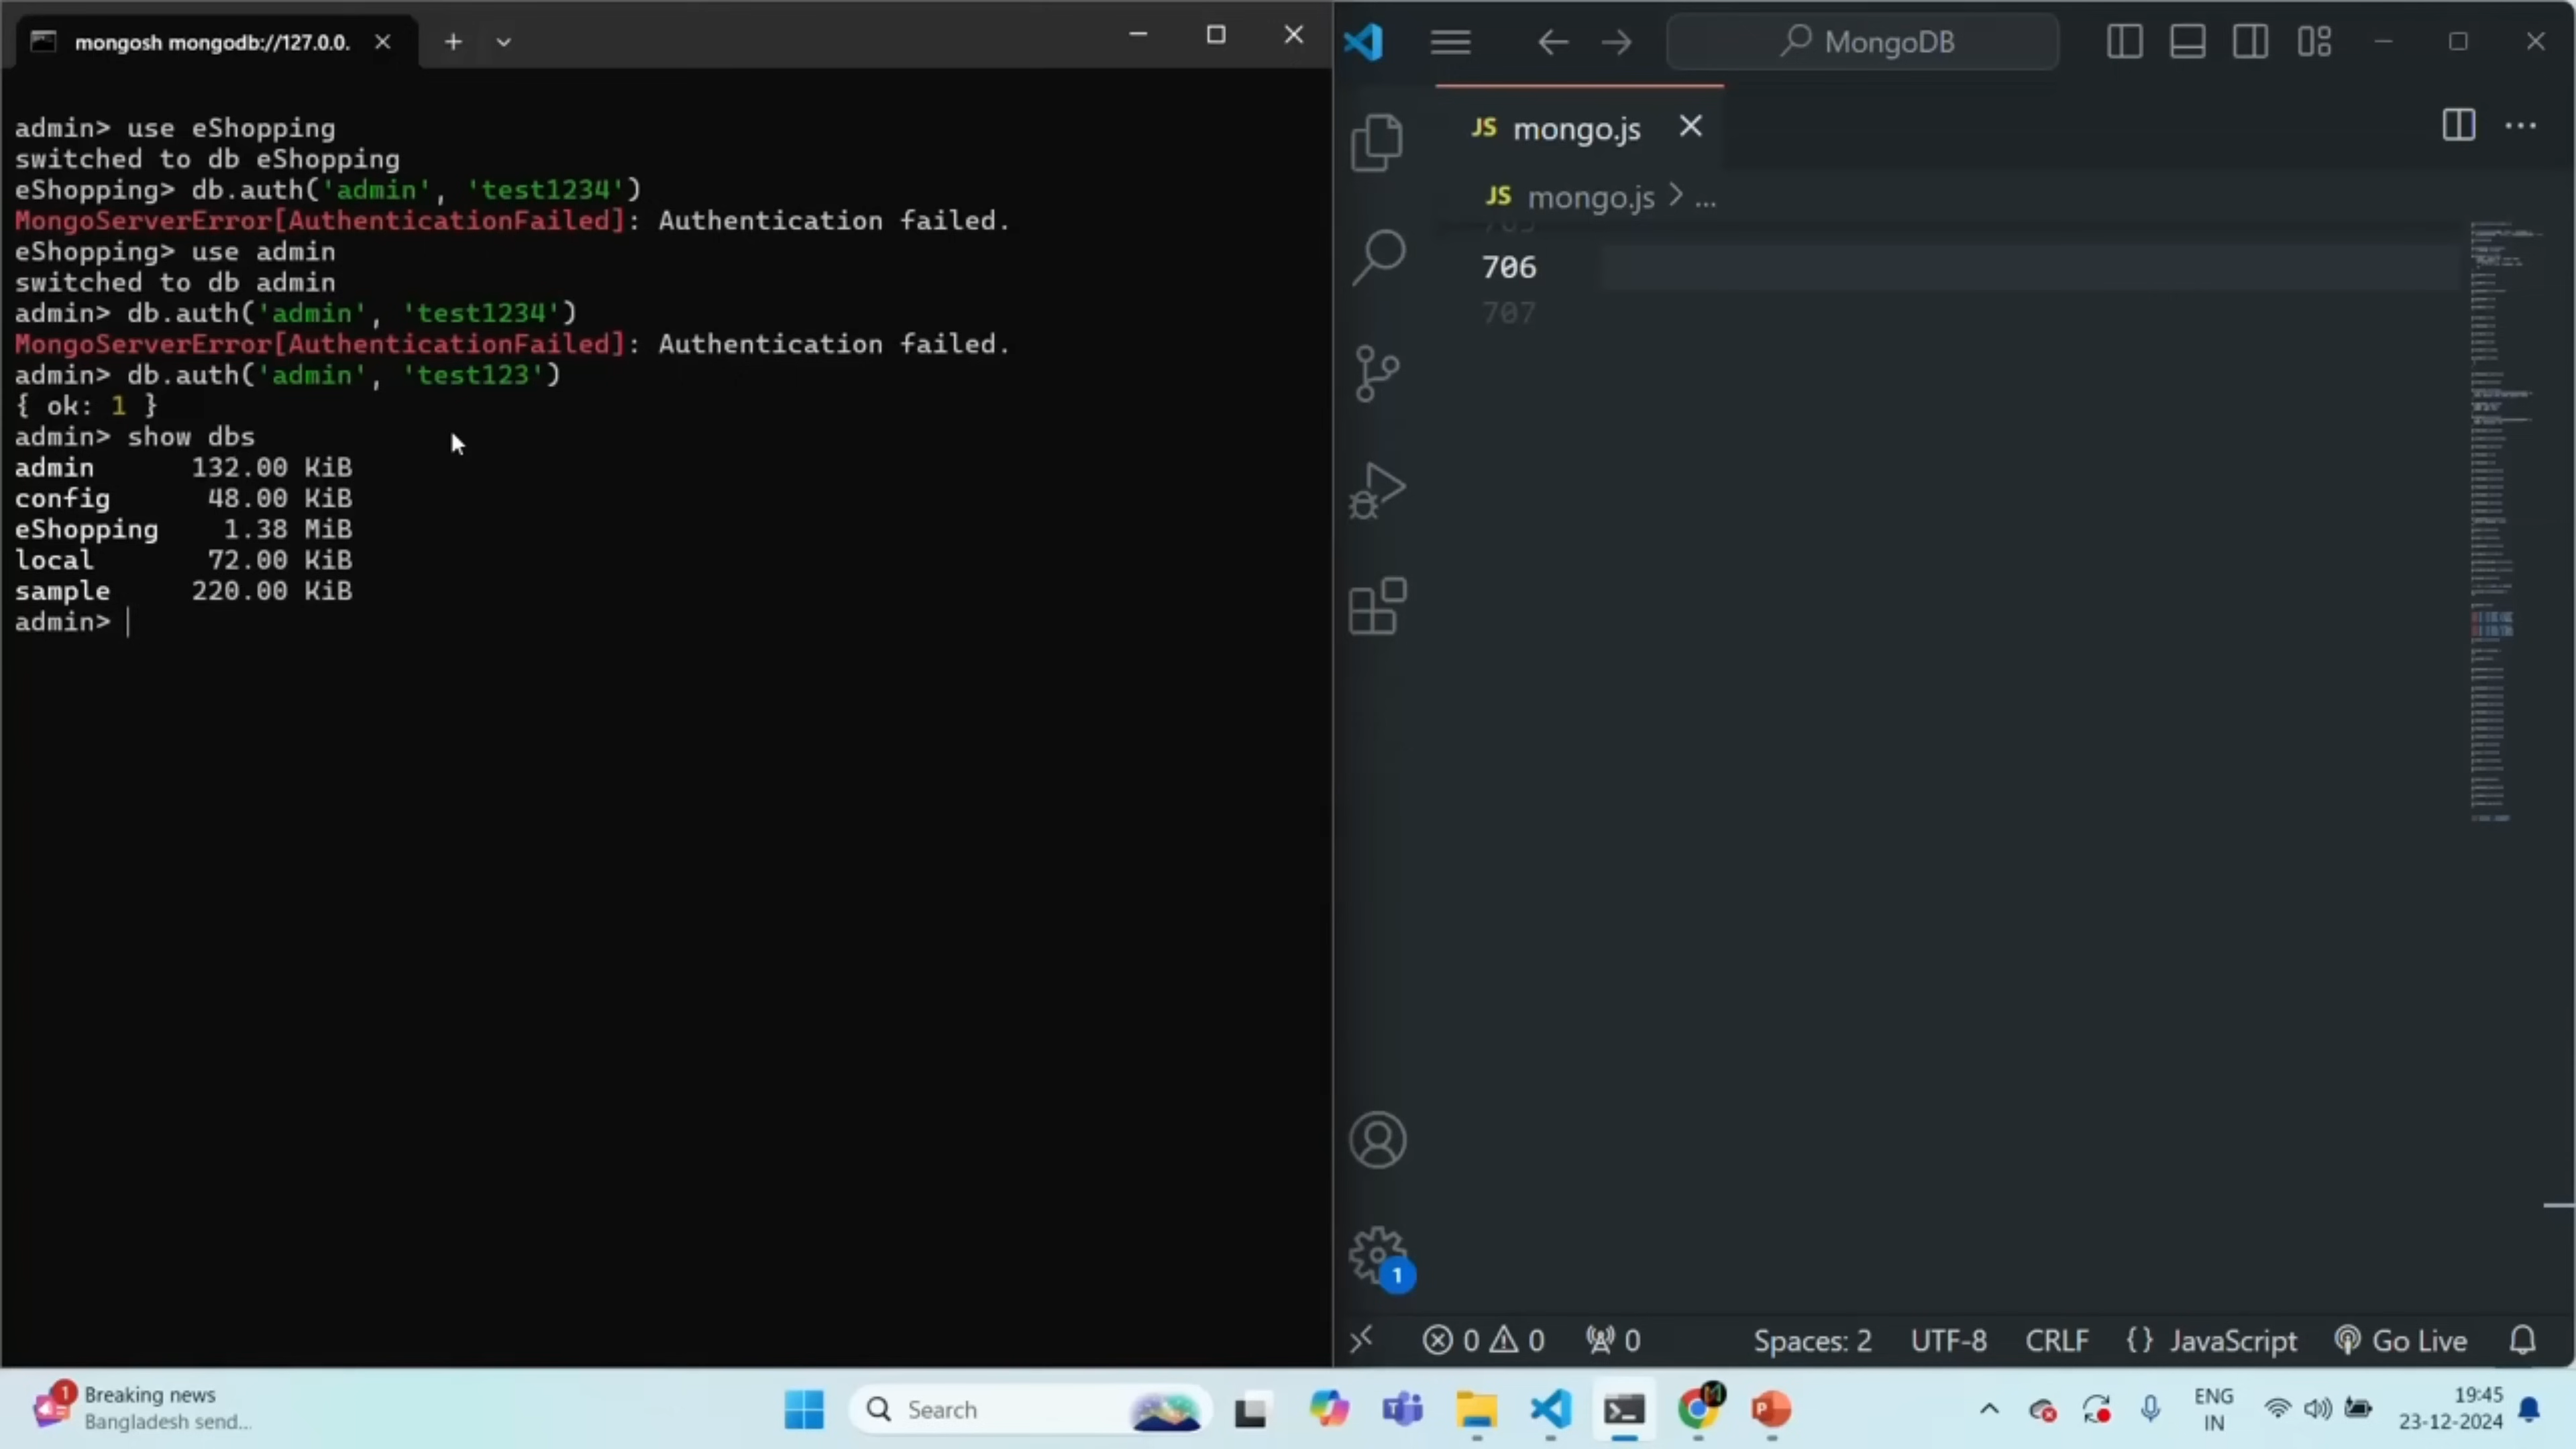 mongosh mongodb://127.0.0.
admin> use eShopping
switched to db eShopping
eShopping> db.auth('admin', 'test1234')
MongoServerError[AuthenticationFailed]: Authentication failed.
eShopping> use admin
switched to db admin
admin> db.auth('admin', 'test1234')
MongoServerError[AuthenticationFailed]: Authentication failed.
admin> db.auth('admin', 'test123')
{ ok: 1 }
admin> show dbs
admin 132.00 KiB
config 48.00 KiB
eShopping 1.38 MiB
local 72.00 KiB
sample 220.00 KiB
admin>
MongoDB
JS mongo.js
JS mongo.js > ...
705
706
707
1
0 0 0 Spaces: 2 UTF-8 CRLF {} JavaScript Go Live
1 Breaking news
Bangladesh send...
Search
ENG
IN
19:45
23-12-2024